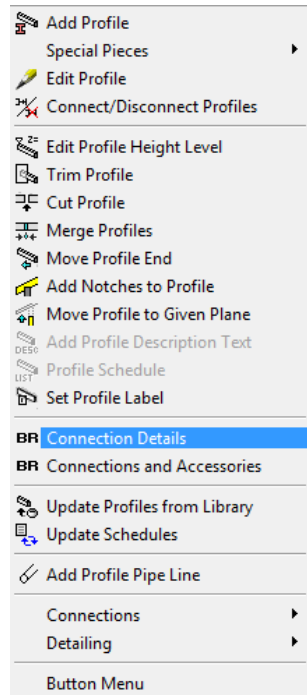 Add Profile
Special Pieces
Edit Profile
Connect/Disconnect Profiles
Edit Profile Height Level
Trim Profile
Cut Profile
Merge Profiles
Move Profile End
Add Notches to Profile
Move Profile to Given Plane
DESC Add Profile Description Text
LIST Profile Schedule
Set Profile Label
BR Connection Details
BR Connections and Accessories
Update Profiles from Library
Update Schedules
Add Profile Pipe Line
Connections
Detailing
Button Menu